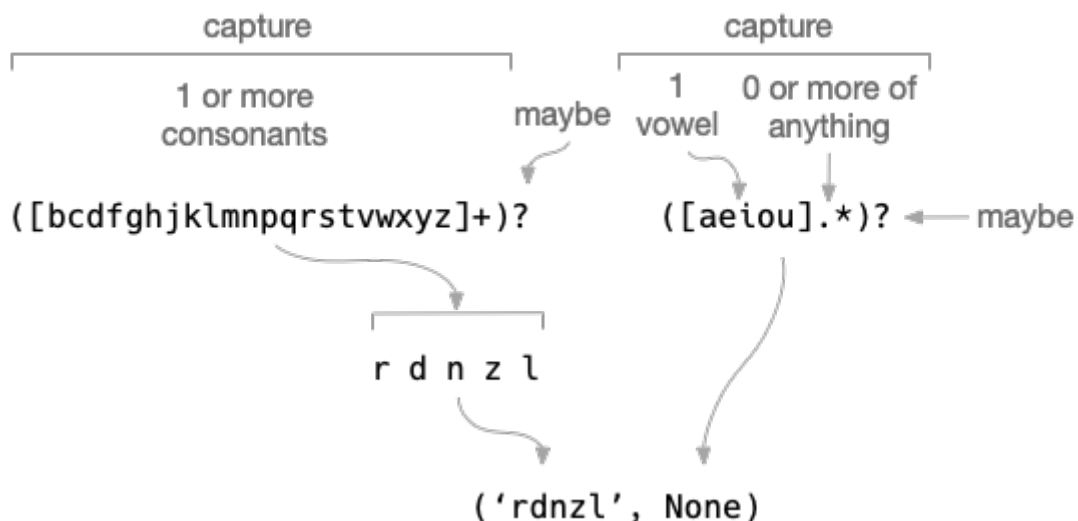 capture capture
1 or more
consonants
maybe
1
vowel
0 or more of
anything
([bcdfghjklmnpqrstvwxyz]+)? ([aeiou].*)? maybe
r d n z l
(‘rdnzl’, None)